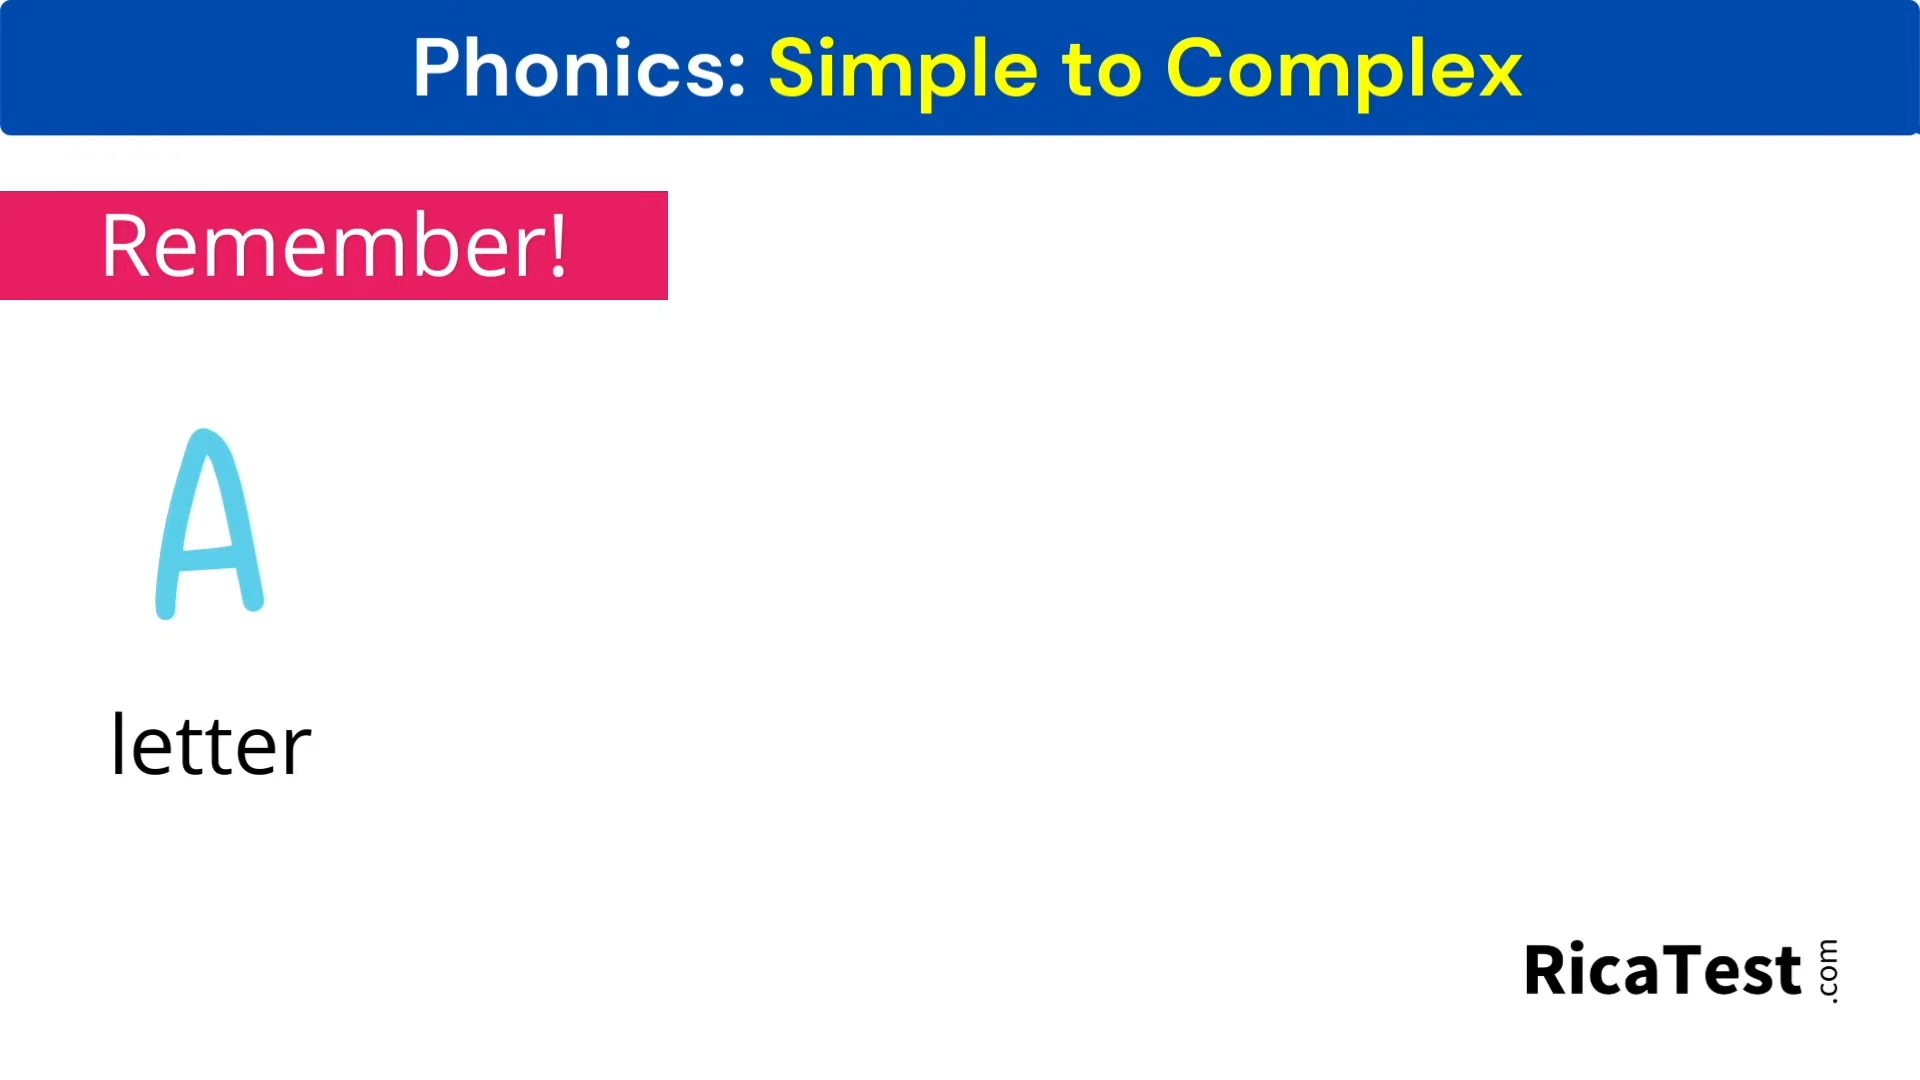 Phonics: Simple to Complex
Remember!
A
letter
RicaTest.com